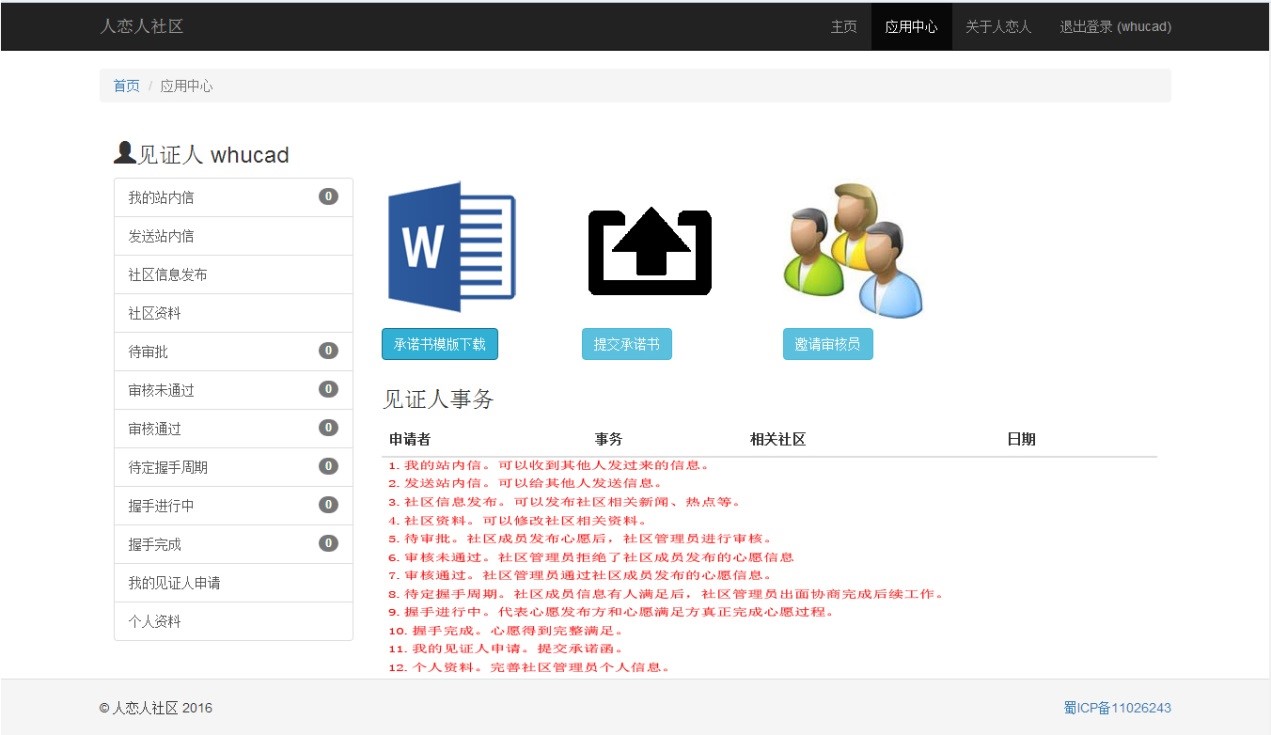 人恋人社区 主页 应用中心 关于人恋人 退出登录 (whucad)
首页 / 应用中心
见证人 whucad
我的站内信 0
发送站内信
社区信息发布
社区资料
待审批 0
审核未通过 0
审核通过 0
待定握手周期 0
握手进行中 0
握手完成 0
我的见证人申请
个人资料
W
承诺书模版下载 提交承诺书 邀请审核员
见证人事务
申请者 事务 相关社区 日期
1. 我的站内信。可以收到其他人发过来的信息。
2. 发送站内信。可以给其他人发送信息。
3. 社区信息发布。可以发布社区相关新闻、热点等。
4. 社区资料。可以修改社区相关资料。
5. 待审批。社区成员发布心愿后，社区管理员进行审核。
6. 审核未通过。社区管理员拒绝了社区成员发布的心愿信息
7. 审核通过。社区管理员通过社区成员发布的心愿信息。
8. 待定握手周期。社区成员信息有人满足后，社区管理员出面协商完成后续工作。
9. 握手进行中。代表心愿发布方和心愿满足方真正完成心愿过程。
10. 握手完成。心愿得到完整满足。
11. 我的见证人申请。提交承诺函。
12. 个人资料。完善社区管理员个人信息。
© 人恋人社区 2016 蜀ICP备11026243